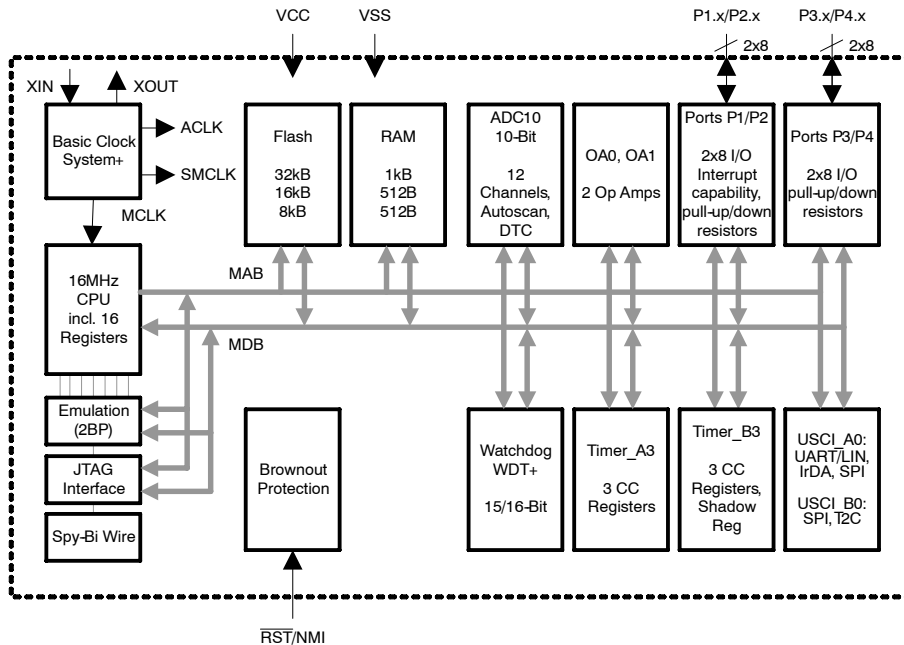 VCC
VSS
P1.x/P2.x
2x8
P3.x/P4.x
2x8
XIN
XOUT
Basic Clock
System+
ACLK
SMCLK
MCLK
Flash
32kB
16kB
8kB
RAM
1kB
512B
512B
ADC10
10-Bit
12
Channels,
Autoscan,
DTC
OA0, OA1
2 Op Amps
Ports P1/P2
2x8 I/O
Interrupt
capability,
pull-up/down
resistors
Ports P3/P4
2x8 I/O
pull-up/down
resistors
16MHz
CPU
incl. 16
Registers
MAB
MDB
Emulation
(2BP)
JTAG
Interface
Spy-Bi Wire
Brownout
Protection
Watchdog
WDT+
15/16-Bit
Timer_A3
3 CC
Registers
Timer_B3
3 CC
Registers,
Shadow
Reg
USCI_A0:
UART/LIN,
IrDA, SPI
USCI_B0:
SPI, I2C
RST/NMI